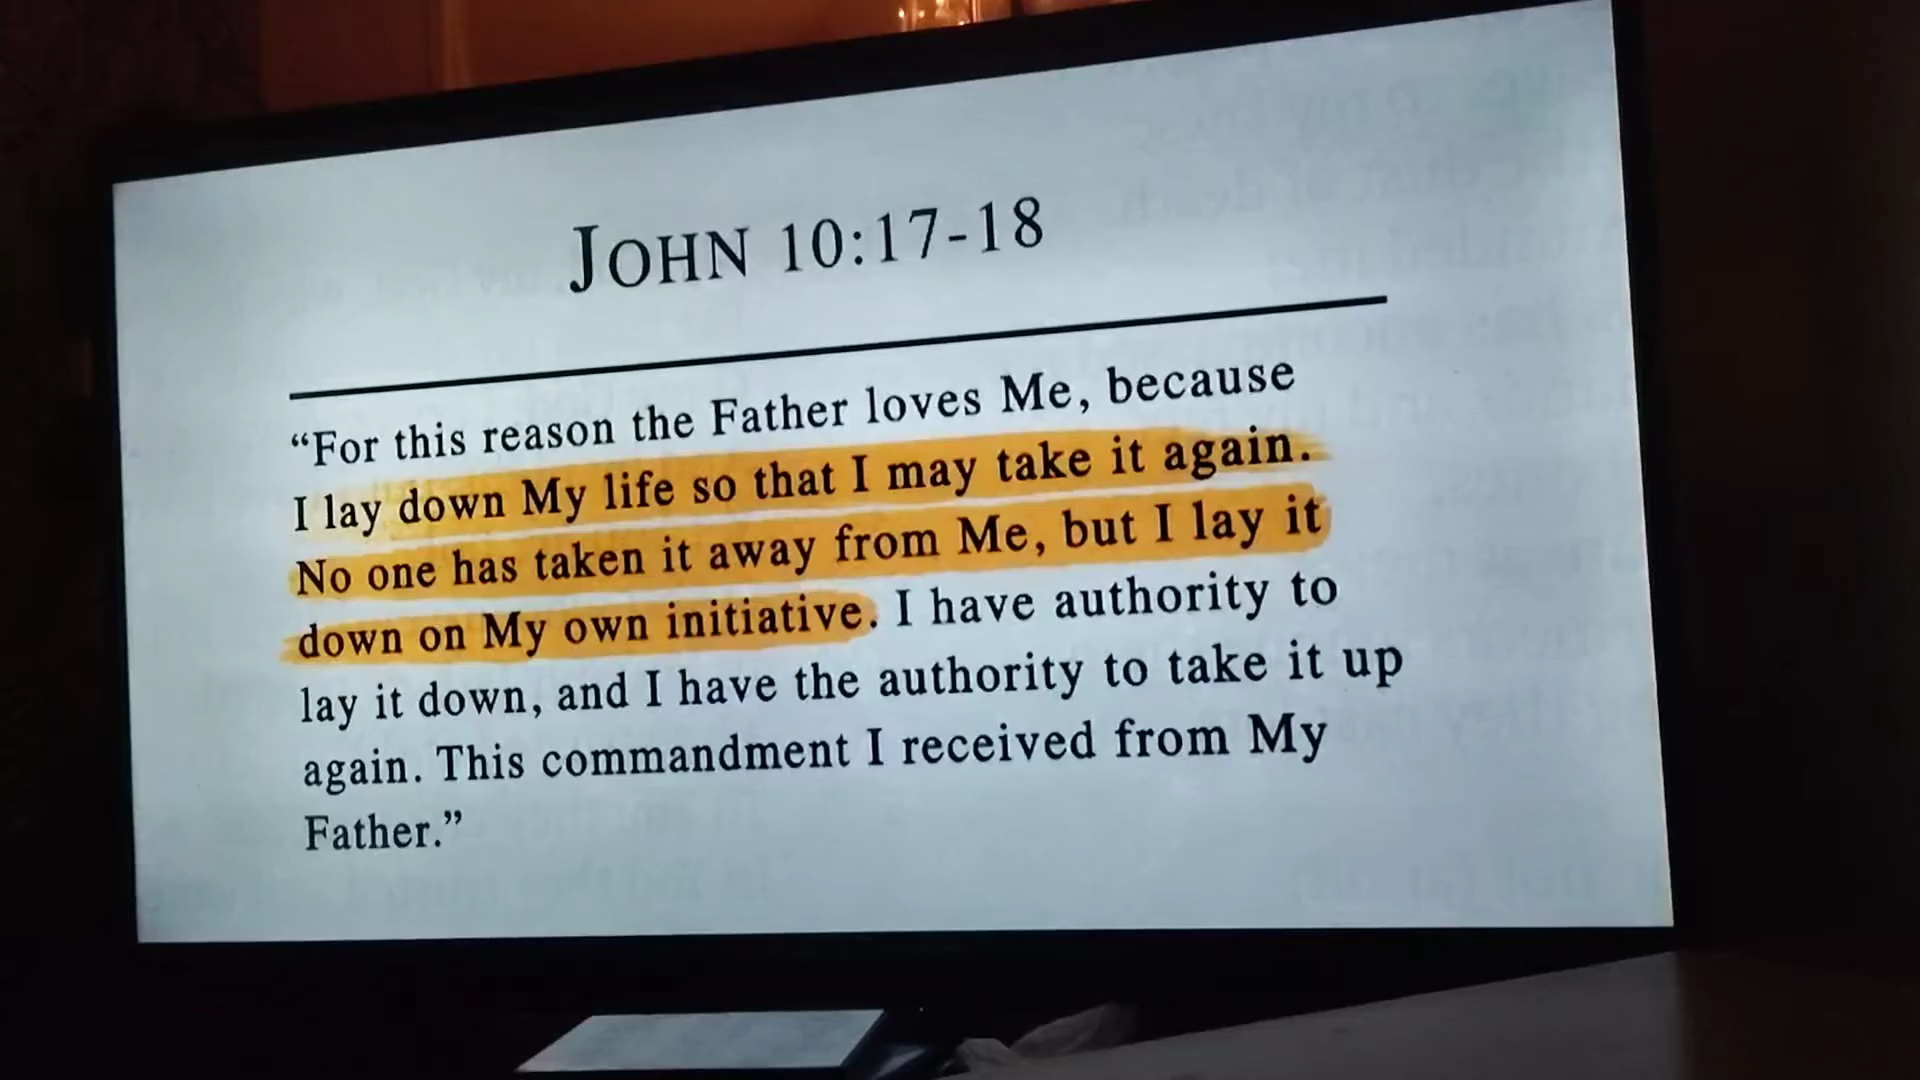 JOHN 10:17-18
“For this reason the Father loves Me, because
I lay down My life so that I may take it again.
No one has taken it away from Me, but I lay it
down on My own initiative. I have authority to
lay it down, and I have the authority to take it up
again. This commandment I received from My
Father.”